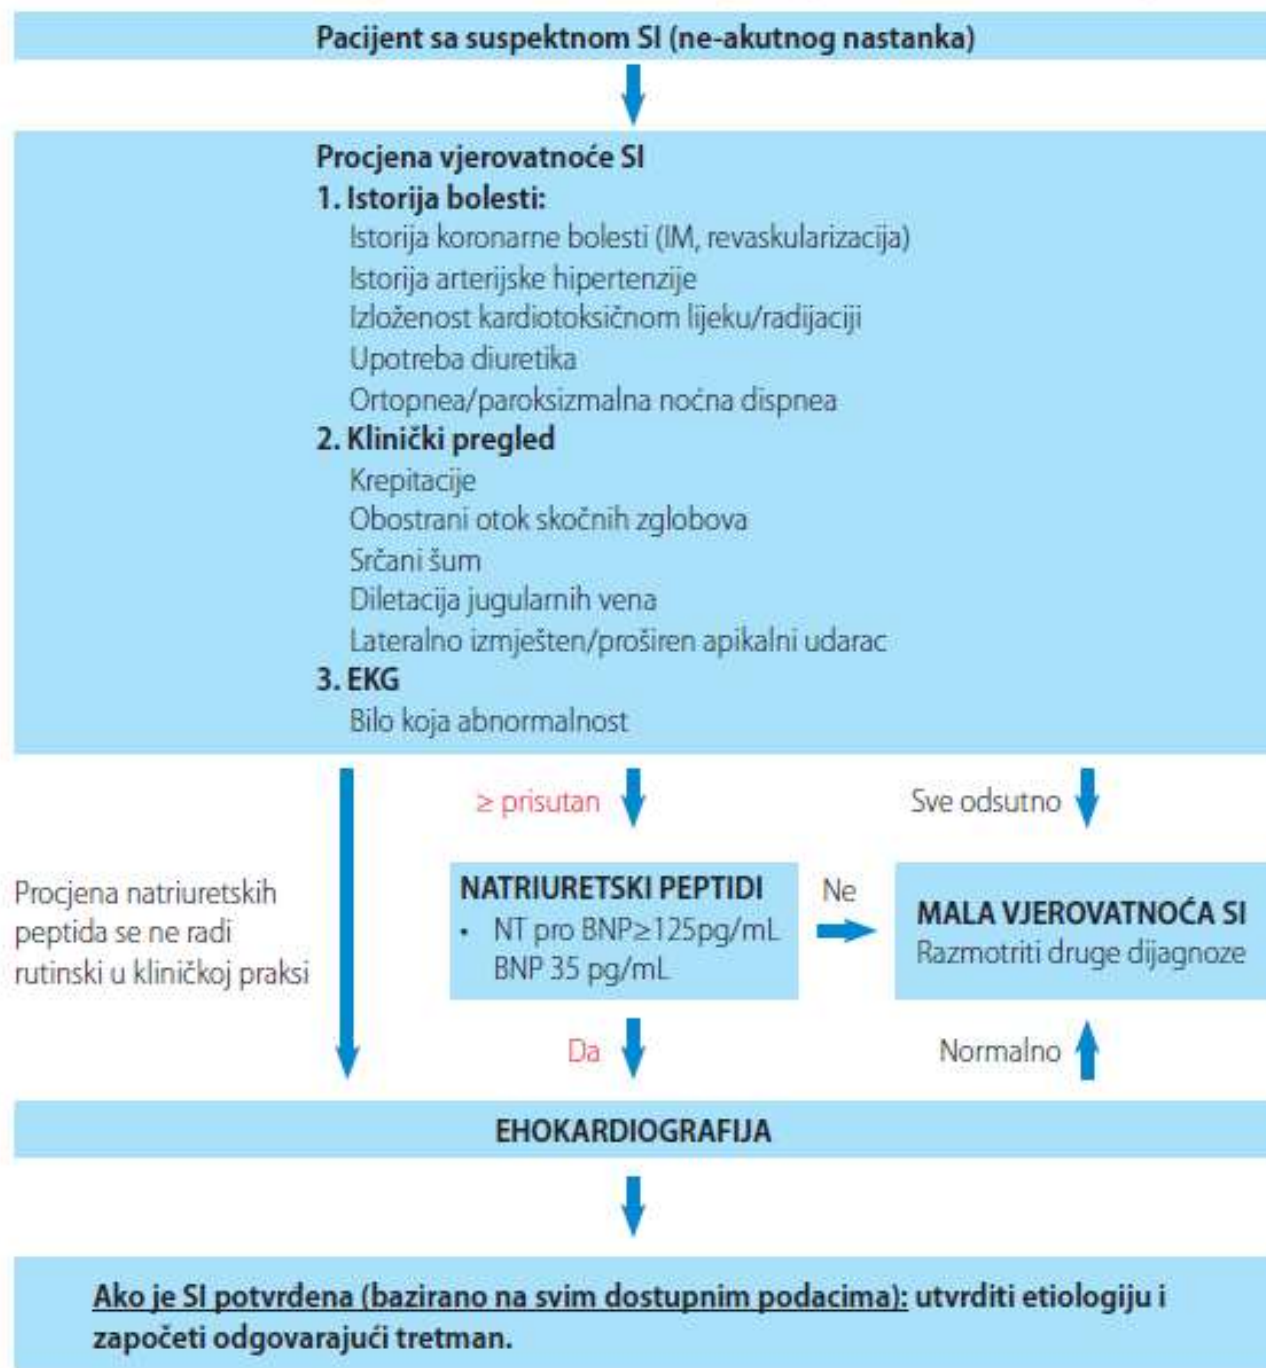 Pacijent sa suspektnom SI (ne-akutnog nastanka)
Procjena vjerovatnoće SI
1. Istorija bolesti:
Istorija koronarne bolesti (IM, revaskularizacija)
Istorija arterijske hipertenzije
Izloženost kardiotoksičnom lijeku/radijaciji
Upotreba diuretika
Ortopnea/paroksizmalna noćna dispnea
2. Klinički pregled
Krepitacije
Obostrani otok skočnih zglobova
Srčani šum
Diletacija jugularnih vena
Lateralno izmješten/proširen apikalni udarac
3. EKG
Bilo koja abnormalnost
≥ prisutan
Sve odsutno
Procjena natriuretskih
peptida se ne radi
rutinski u kliničkoj praksi
NATRIURETSKI PEPTIDI
• NT pro BNP≥125pg/mL
BNP 35 pg/mL
Ne
MALA VJEROVATNOĆA SI
Razmotriti druge dijagnoze
Da
Normalno
EHOKARDIOGRAFIJA
Ako je SI potvrđena (bazirano na svim dostupnim podacima): utvrditi etiologiju i
započeti odgovarajući tretman.